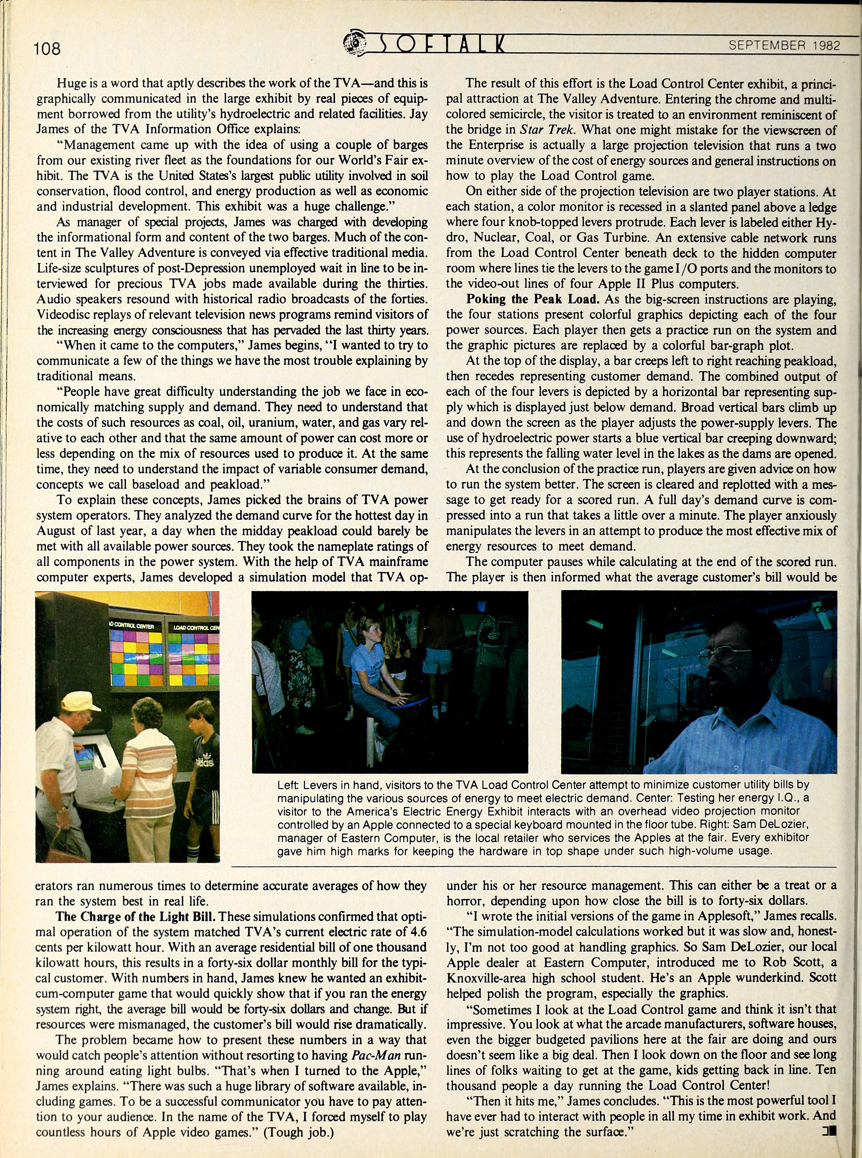 108
SOFTALK
SEPTEMBER 1982
Huge is a word that aptly describes the work of the TVA—and this is
graphically communicated in the large exhibit by real pieces of equip-
ment borrowed from the utility's hydroelectric and related facilities. Jay
James of the TVA Information Office explains:
"Management came up with the idea of using a couple of barges
from our existing river fleet as the foundations for our World's Fair ex-
hibit. The TVA is the United States's largest public utility involved in soil
conservation, flood control, and energy production as well as economic
and industrial development. This exhibit was a huge challenge."
As manager of special projects, James was charged with developing
the informational form and content of the two barges. Much of the con-
tent in The Valley Adventure is conveyed via effective traditional media.
Life-size sculptures of post-Depression unemployed wait in line to be in-
terviewed for precious TVA jobs made available during the thirties.
Audio speakers resound with historical radio broadcasts of the forties.
Videodisc replays of relevant television news programs remind visitors of
the increasing energy consciousness that has pervaded the last thirty years.
"When it came to the computers," James begins, "I wanted to try to
communicate a few of the things we have the most trouble explaining by
traditional means.
"People have great difficulty understanding the job we face in eco-
nomically matching supply and demand. They need to understand that
the costs of such resources as coal, oil, uranium, water, and gas vary rel-
ative to each other and that the same amount of power can cost more or
less depending on the mix of resources used to produce it. At the same
time, they need to understand the impact of variable consumer demand,
concepts we call baseload and peakload."
To explain these concepts, James picked the brains of TVA power
system operators. They analyzed the demand curve for the hottest day in
August of last year, a day when the midday peakload could barely be
met with all available power sources. They took the nameplate ratings of
all components in the power system. With the help of TVA mainframe
computer experts, James developed a simulation model that TVA op-
The result of this effort is the Load Control Center exhibit, a princi-
pal attraction at The Valley Adventure. Entering the chrome and multi-
colored semicircle, the visitor is treated to an environment reminiscent of
the bridge in Star Trek. What one might mistake for the viewscreen of
the Enterprise is actually a large projection television that runs a two
minute overview of the cost of energy sources and general instructions on
how to play the Load Control game.
On either side of the projection television are two player stations. At
each station, a color monitor is recessed in a slanted panel above a ledge
where four knob-topped levers protrude. Each lever is labeled either Hy-
dro, Nuclear, Coal, or Gas Turbine. An extensive cable network runs
from the Load Control Center beneath deck to the hidden computer
room where lines tie the levers to the game I/O ports and the monitors to
the video-out lines of four Apple II Plus computers.
Poking the Peak Load. As the big-screen instructions are playing,
the four stations present colorful graphics depicting each of the four
power sources. Each player then gets a practice run on the system and
the graphic pictures are replaced by a colorful bar-graph plot.
At the top of the display, a bar creeps left to right reaching peakload,
then recedes representing customer demand. The combined output of
each of the four levers is depicted by a horizontal bar representing sup-
ply which is displayed just below demand. Broad vertical bars climb up
and down the screen as the player adjusts the power-supply levers. The
use of hydroelectric power starts a blue vertical bar creeping downward;
this represents the falling water level in the lakes as the dams are opened.
At the conclusion of the practice run, players are given advice on how
to run the system better. The screen is cleared and replotted with a mes-
sage to get ready for a scored run. A full day's demand curve is com-
pressed into a run that takes a little over a minute. The player anxiously
manipulates the levers in an attempt to produce the most effective mix of
energy resources to meet demand.
The computer pauses while calculating at the end of the scored run.
The player is then informed what the average customer's bill would be
AD CONTROL CENTER
LOAD CONTROL CEN
adidas
Left: Levers in hand, visitors to the TVA Load Control Center attempt to minimize customer utility bills by
manipulating the various sources of energy to meet electric demand. Center: Testing her energy I.Q., a
visitor to the America's Electric Energy Exhibit interacts with an overhead video projection monitor
controlled by an Apple connected to a special keyboard mounted in the floor tube. Right: Sam DeLozier,
manager of Eastern Computer, is the local retailer who services the Apples at the fair. Every exhibitor
gave him high marks for keeping the hardware in top shape under such high-volume usage.
erators ran numerous times to determine accurate averages of how they
ran the system best in real life.
The Charge of the Light Bill. These simulations confirmed that opti-
mal operation of the system matched TVA's current electric rate of 4.6
cents per kilowatt hour. With an average residential bill of one thousand
kilowatt hours, this results in a forty-six dollar monthly bill for the typi-
cal customer. With numbers in hand, James knew he wanted an exhibit-
cum-computer game that would quickly show that if you ran the energy
system right, the average bill would be forty-six dollars and change. But if
resources were mismanaged, the customer's bill would rise dramatically.
The problem became how to present these numbers in a way that
would catch people's attention without resorting to having Pac-Man run-
ning around eating light bulbs. "That's when I turned to the Apple,"
James explains. "There was such a huge library of software available, in-
cluding games. To be a successful communicator you have to pay atten-
tion to your audience. In the name of the TVA, I forced myself to play
countless hours of Apple video games." (Tough job.)
under his or her resource management. This can either be a treat or a
horror, depending upon how close the bill is to forty-six dollars.
"I wrote the initial versions of the game in Applesoft," James recalls.
"The simulation-model calculations worked but it was slow and, honest-
ly, I'm not too good at handling graphics. So Sam DeLozier, our local
Apple dealer at Eastern Computer, introduced me to Rob Scott, a
Knoxville-area high school student. He's an Apple wunderkind. Scott
helped polish the program, especially the graphics.
"Sometimes I look at the Load Control game and think it isn't that
impressive. You look at what the arcade manufacturers, software houses,
even the bigger budgeted pavilions here at the fair are doing and ours
doesn't seem like a big deal. Then I look down on the floor and see long
lines of folks waiting to get at the game, kids getting back in line. Ten
thousand people a day running the Load Control Center!
"Then it hits me," James concludes. "This is the most powerful tool I
have ever had to interact with people in all my time in exhibit work. And
we're just scratching the surface."